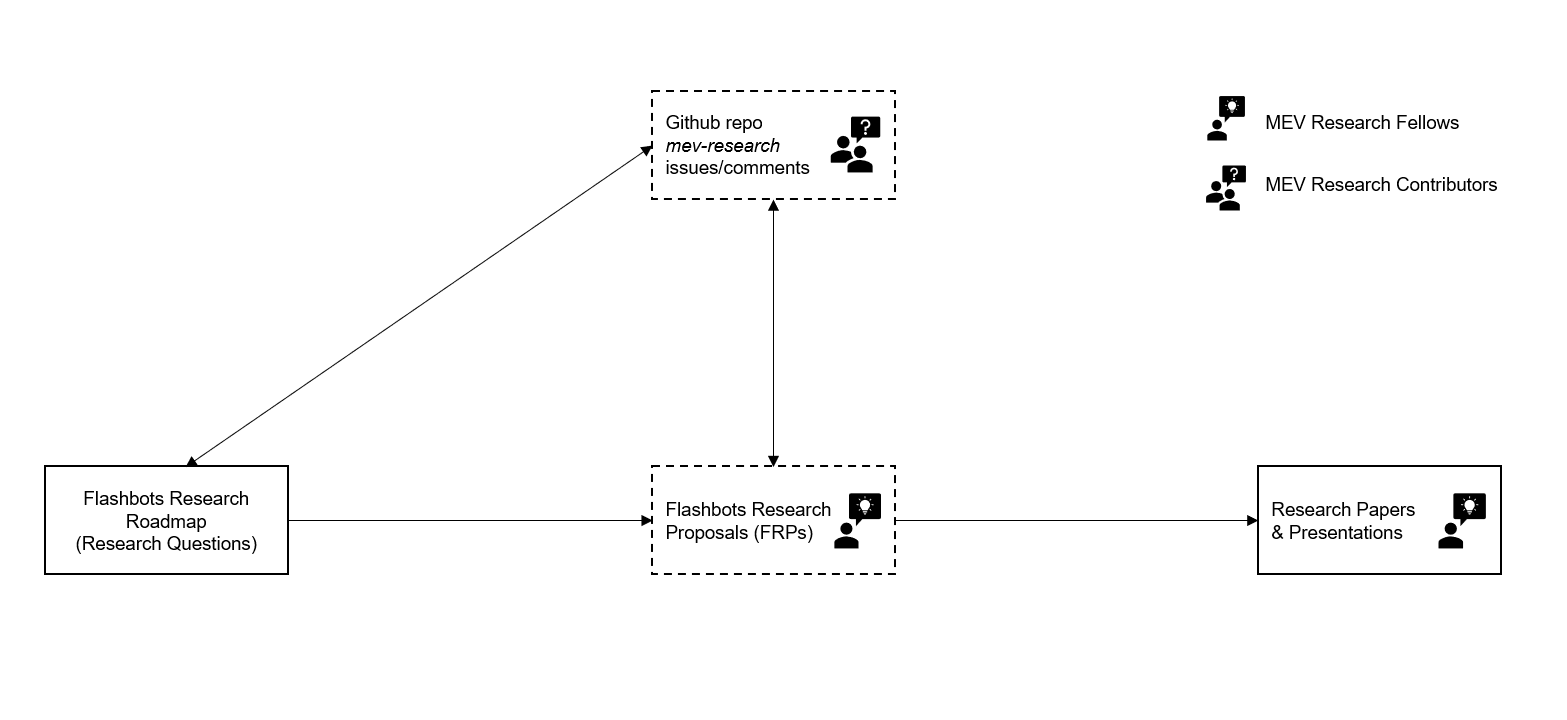 Github repo
mev-research
issues/comments
MEV Research Fellows
MEV Research Contributors
Flashbots Research
Roadmap
(Research Questions)
Flashbots Research
Proposals (FRPs)
Research Papers
& Presentations